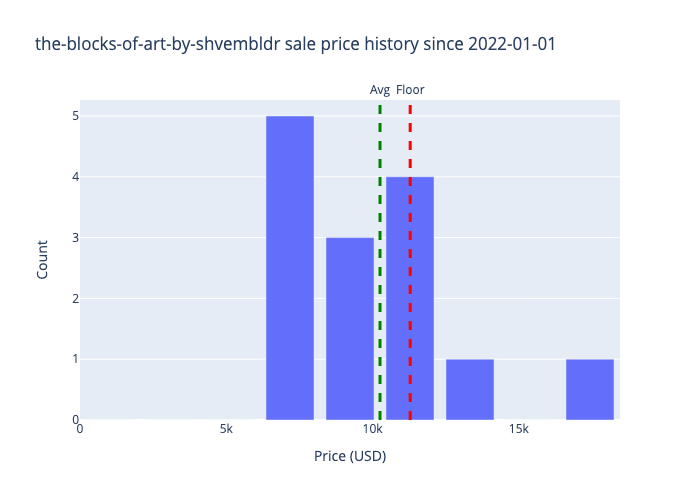 the-blocks-of-art-by-shvembldr sale price history since 2022-01-01
Avg Floor
5
4
3
2
1
0
Count
0 5k 10k 15k
Price (USD)